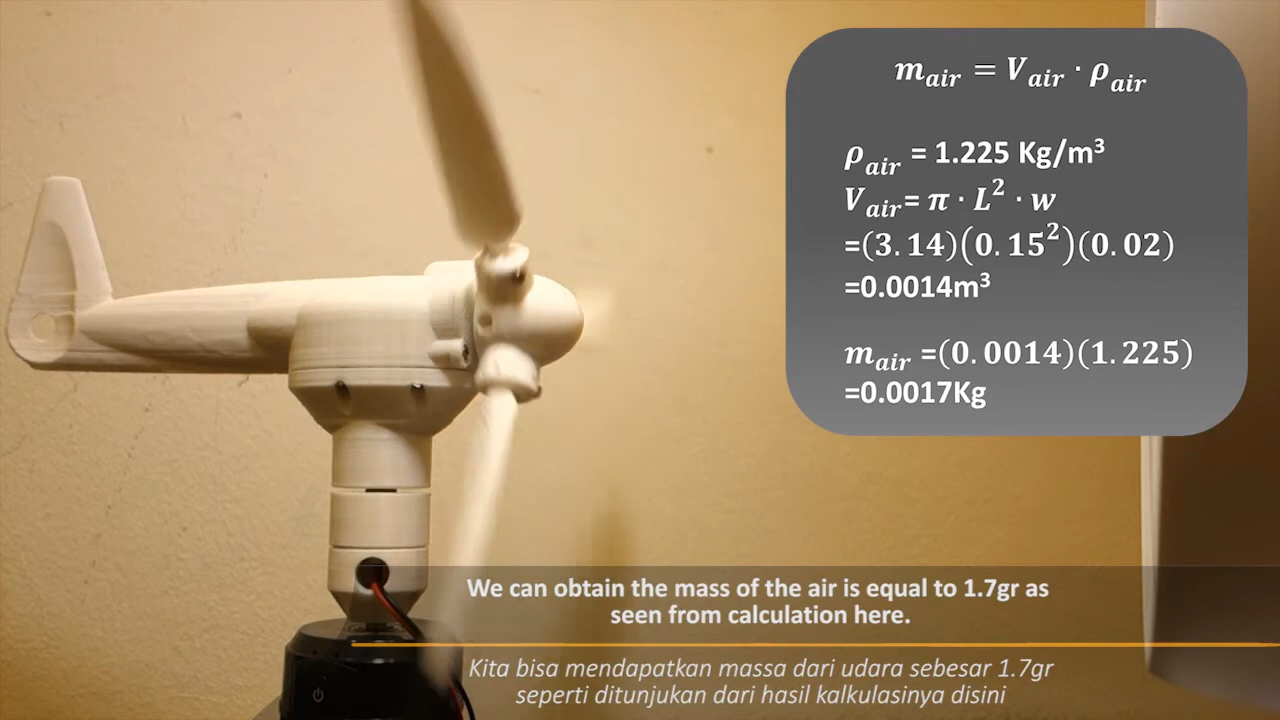 m_air = V_air · ρ_air
ρ_air = 1.225 Kg/m³
V_air= π · L² · w
=(3.14)(0.15²)(0.02)
=0.0014m³
m_air =(0.0014)(1.225)
=0.0017Kg
We can obtain the mass of the air is equal to 1.7gr as
seen from calculation here.
Kita bisa mendapatkan massa dari udara sebesar 1.7gr
seperti ditunjukan dari hasil kalkulasinya disini